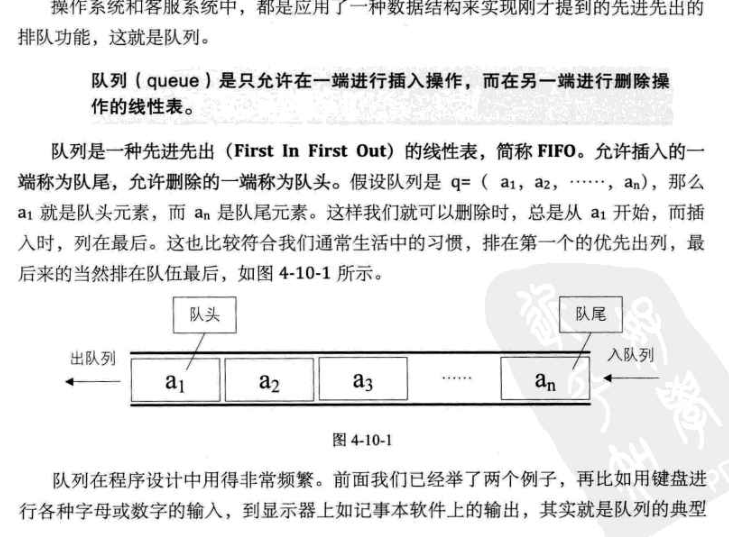 操作系统和客服系统中，都是应用了一种数据结构来实现刚才提到的先进先出的
排队功能，这就是队列。
队列（queue）是只允许在一端进行插入操作，而在另一端进行删除操
作的线性表。
队列是一种先进先出（First In First Out）的线性表，简称 FIFO。允许插入的一
端称为队尾，允许删除的一端称为队头。假设队列是 q=（ a₁，a₂，……，aₙ），那么
a₁ 就是队头元素，而 aₙ 是队尾元素。这样我们就可以删除时，总是从 a₁ 开始，而插
入时，列在最后。这也比较符合我们通常生活中的习惯，排在第一个的优先出列，最
后来的当然排在队伍最后，如图 4-10-1 所示。
队头 队尾
出队列 入队列
a₁ a₂ a₃ …… aₙ
图 4-10-1
队列在程序设计中用得非常频繁。前面我们已经举了两个例子，再比如用键盘进
行各种字母或数字的输入，到显示器上如记事本软件上的输出，其实就是队列的典型